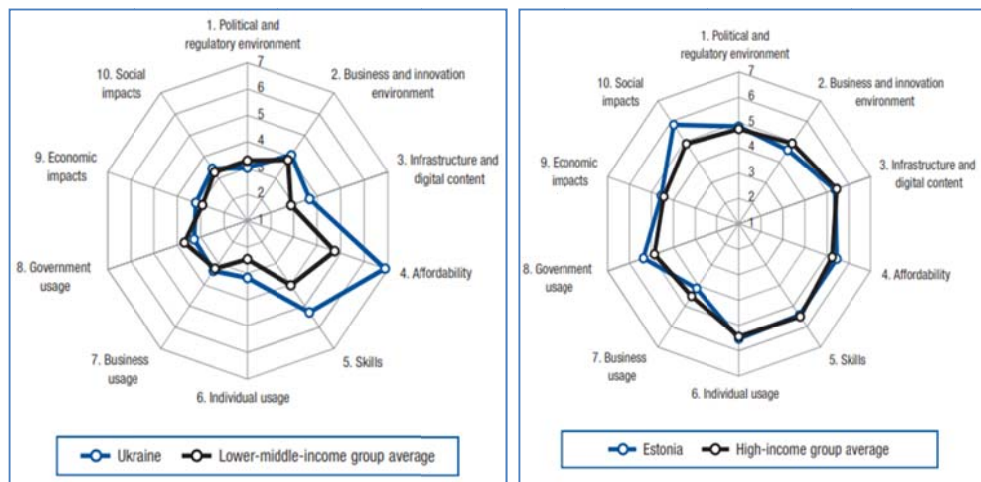 1. Political and
regulatory environment
7
6
5
4
3
2
1
2. Business and innovation
environment
3. Infrastructure and
digital content
4. Affordability
5. Skills
6. Individual usage
7. Business
usage
8. Government
usage
9. Economic
impacts
10. Social
impacts
Ukraine
Lower-middle-income group average
1. Political and
regulatory environment
7
6
5
4
3
2
1
2. Business and innovation
environment
3. Infrastructure and
digital content
4. Affordability
5. Skills
6. Individual usage
7. Business
usage
8. Government
usage
9. Economic
impacts
10. Social
impacts
Estonia
High-income group average